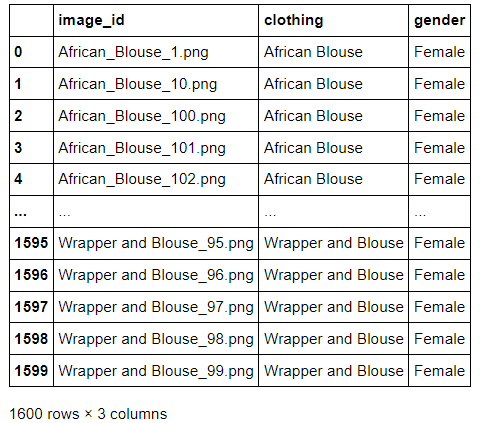 image_id clothing gender
0 African_Blouse_1.png African Blouse Female
1 African_Blouse_10.png African Blouse Female
2 African_Blouse_100.png African Blouse Female
3 African_Blouse_101.png African Blouse Female
4 African_Blouse_102.png African Blouse Female
... ... ... ...
1595 Wrapper and Blouse_95.png Wrapper and Blouse Female
1596 Wrapper and Blouse_96.png Wrapper and Blouse Female
1597 Wrapper and Blouse_97.png Wrapper and Blouse Female
1598 Wrapper and Blouse_98.png Wrapper and Blouse Female
1599 Wrapper and Blouse_99.png Wrapper and Blouse Female
1600 rows × 3 columns